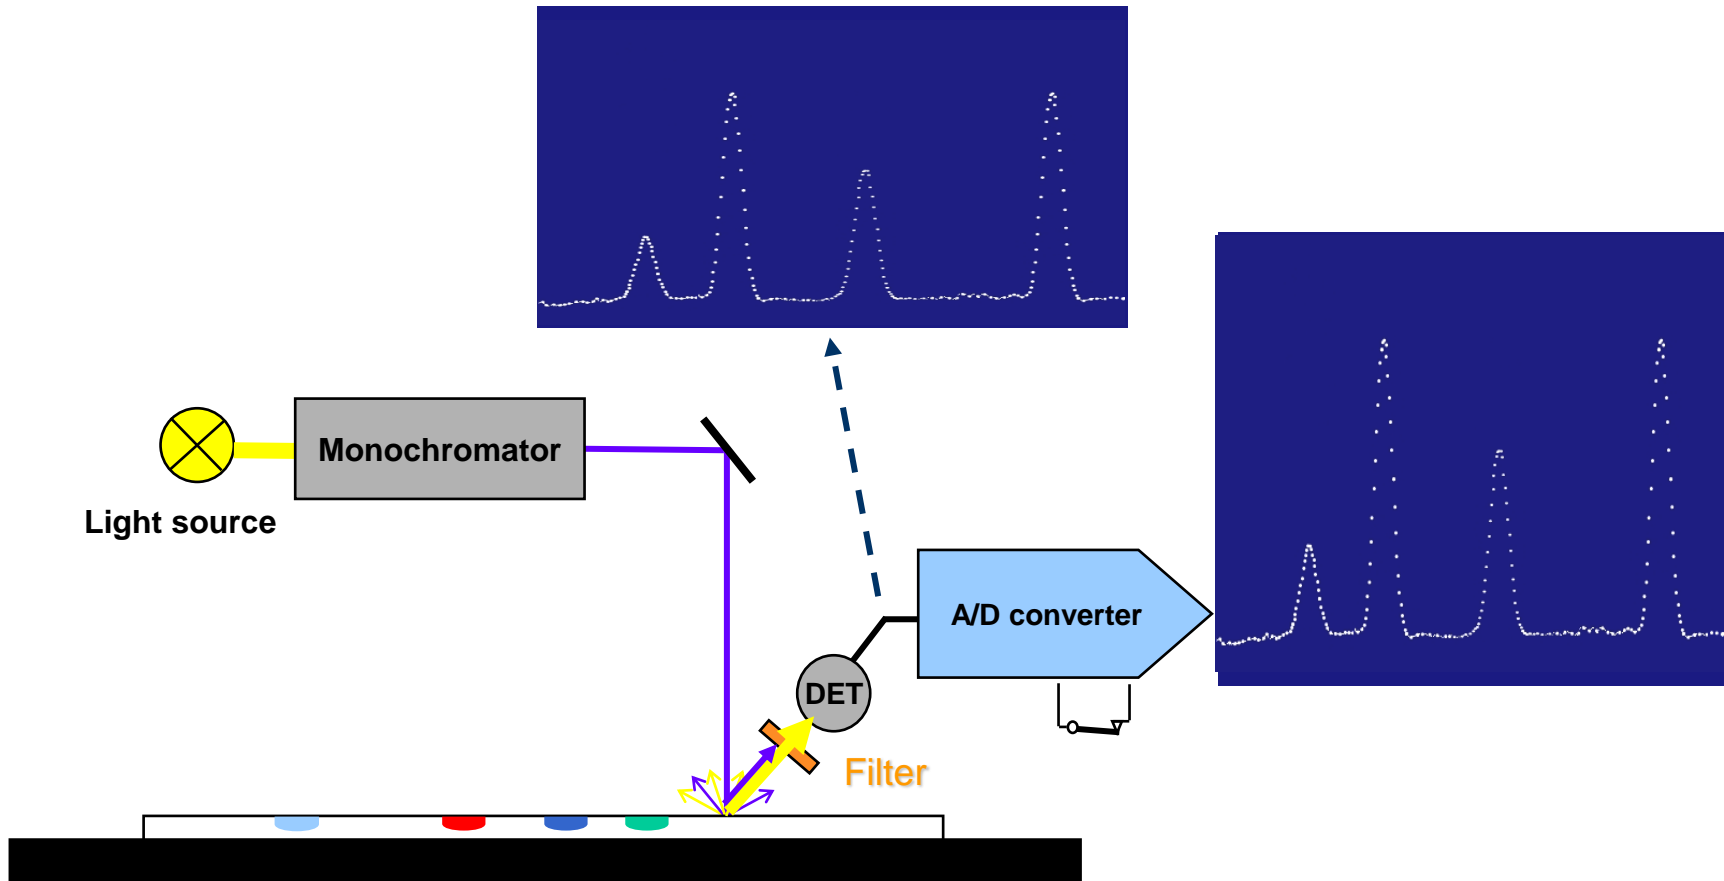 Monochromator
Light source
A/D converter
DET
Filter